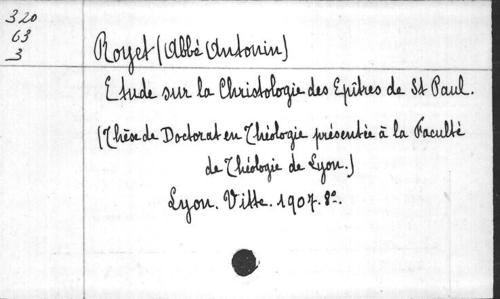 320
63
3
Royet (Abbé Antonin)
Etude sur la Christologie des Epîtres de St Paul.
(Thèse de Doctorat en Théologie présentée à la Faculté
de Théologie de Lyon.)
Lyon. Vitte. 1907. 8º.